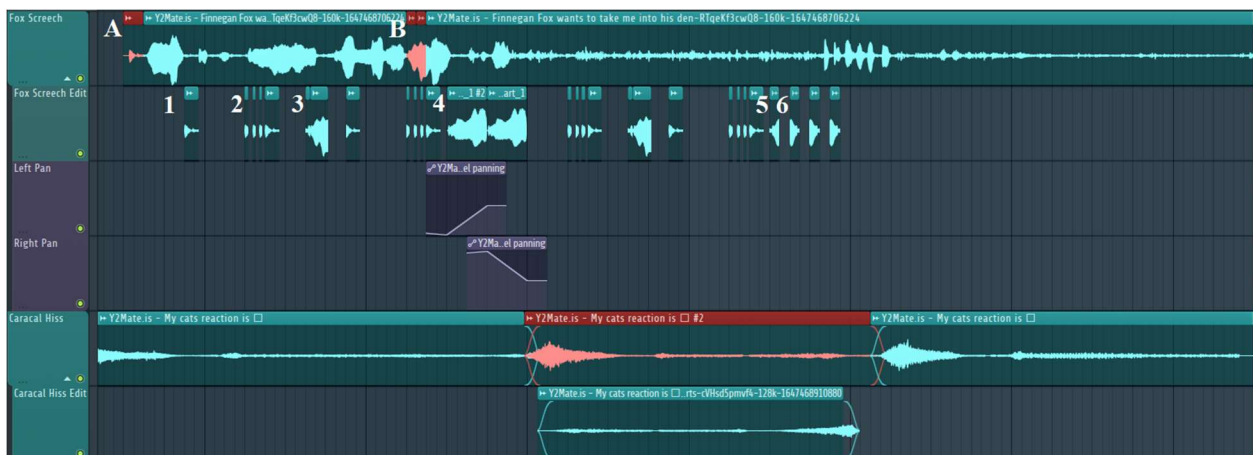 Fox Screech
A
Y2Mate.is - Finnegan Fox wa..TqeKf3cwQ8-160k-1647468706224
B
Y2Mate.is - Finnegan Fox wants to take me into his den-RTqeKf3cwQ8-160k-1647468706224
Fox Screech Edit
1
2
3
4
.._1 #2
..art_1
5
6
Left Pan
Y2Ma..el panning
Right Pan
Y2Ma..el panning
Caracal Hiss
Y2Mate.is - My cats reaction is □
Y2Mate.is - My cats reaction is □ #2
Y2Mate.is - My cats reaction is □
Caracal Hiss Edit
Y2Mate.is - My cats reaction is □..rts-cVHsd5pmvf4-128k-1647468910880